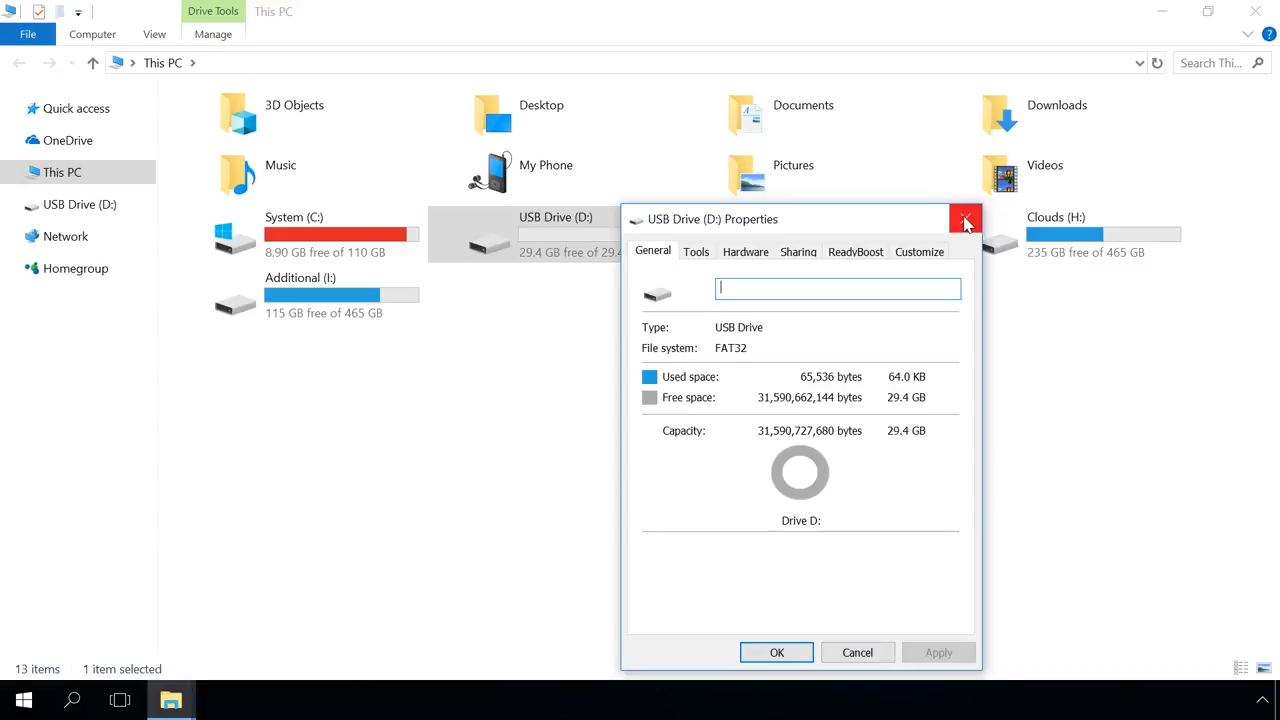 Drive Tools This PC
File Computer View Manage ?
This PC Search Thi...
Quick access
OneDrive
This PC
USB Drive (D:)
Network
Homegroup
3D Objects Desktop Documents Downloads
Music My Phone Pictures Videos
System (C:) USB Drive (D:) Clouds (H:)
8.90 GB free of 110 GB 29.4 GB free of 29.4 235 GB free of 465 GB
Additional (I:)
115 GB free of 465 GB
USB Drive (D:) Properties
General Tools Hardware Sharing ReadyBoost Customize
Type: USB Drive
File system: FAT32
Used space: 65,536 bytes 64.0 KB
Free space: 31,590,662,144 bytes 29.4 GB
Capacity: 31,590,727,680 bytes 29.4 GB
Drive D:
OK Cancel Apply
13 items 1 item selected